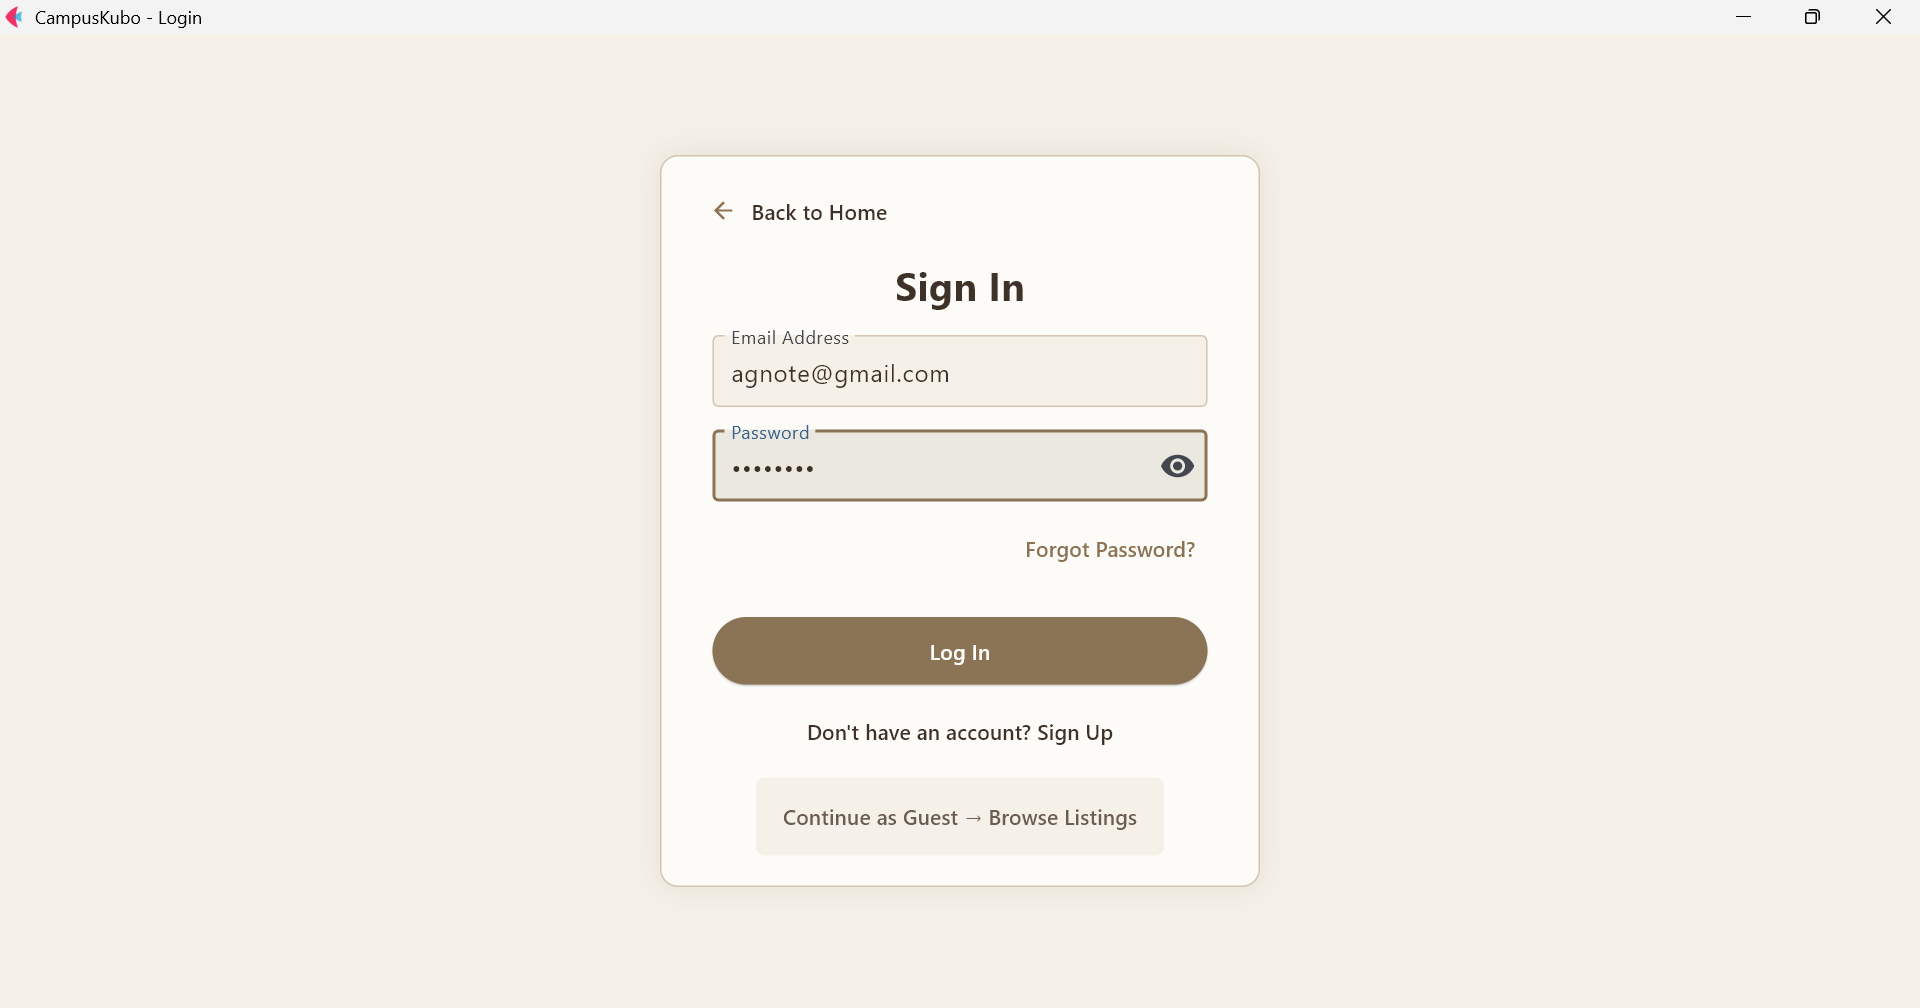 CampusKubo - Login
Back to Home
Sign In
Email Address
agnote@gmail.com
Password
••••••••
Forgot Password?
Log In
Don't have an account? Sign Up
Continue as Guest → Browse Listings